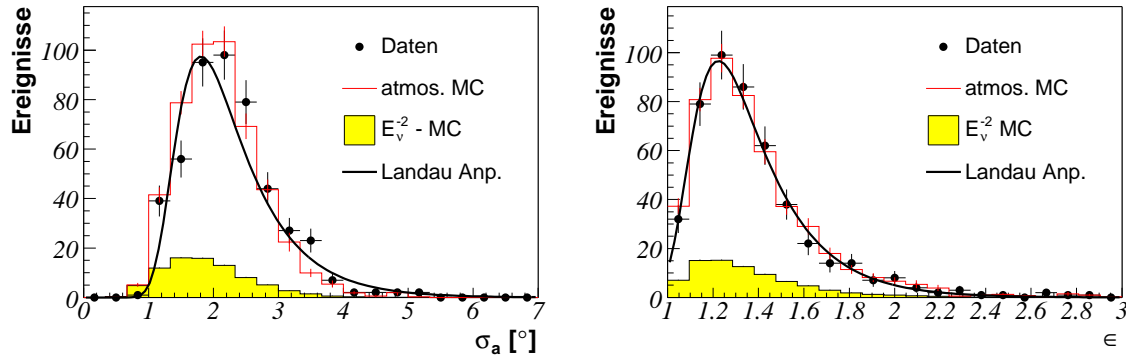 Ereignisse
100
80
60
40
20
0
0 1 2 3 4 5 6 7
σa [°]
Daten
atmos. MC
Eν⁻² - MC
Landau Anp.
Ereignisse
100
80
60
40
20
0
1 1.2 1.4 1.6 1.8 2 2.2 2.4 2.6 2.8 3
∈
Daten
atmos. MC
Eν⁻² MC
Landau Anp.